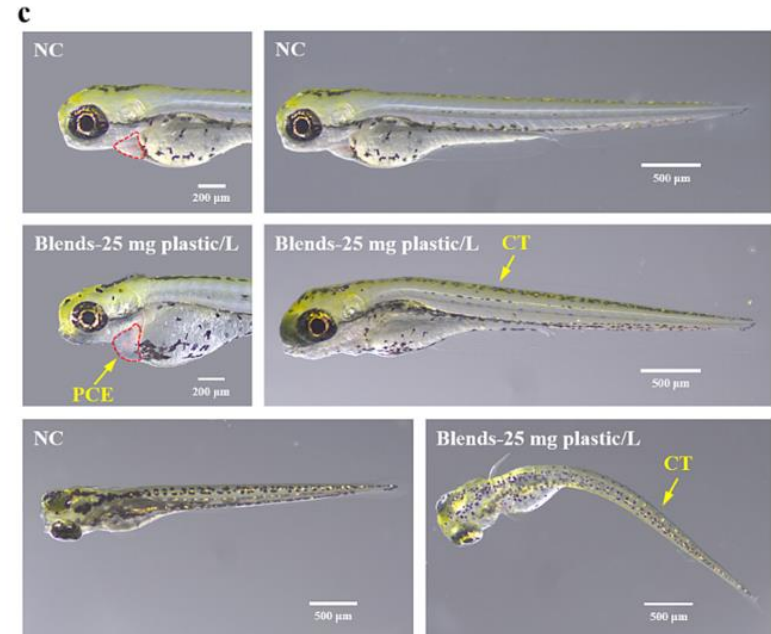 c
NC
200 μm
NC
500 μm
Blends-25 mg plastic/L
PCE
200 μm
Blends-25 mg plastic/L
CT
500 μm
NC
500 μm
Blends-25 mg plastic/L
CT
500 μm